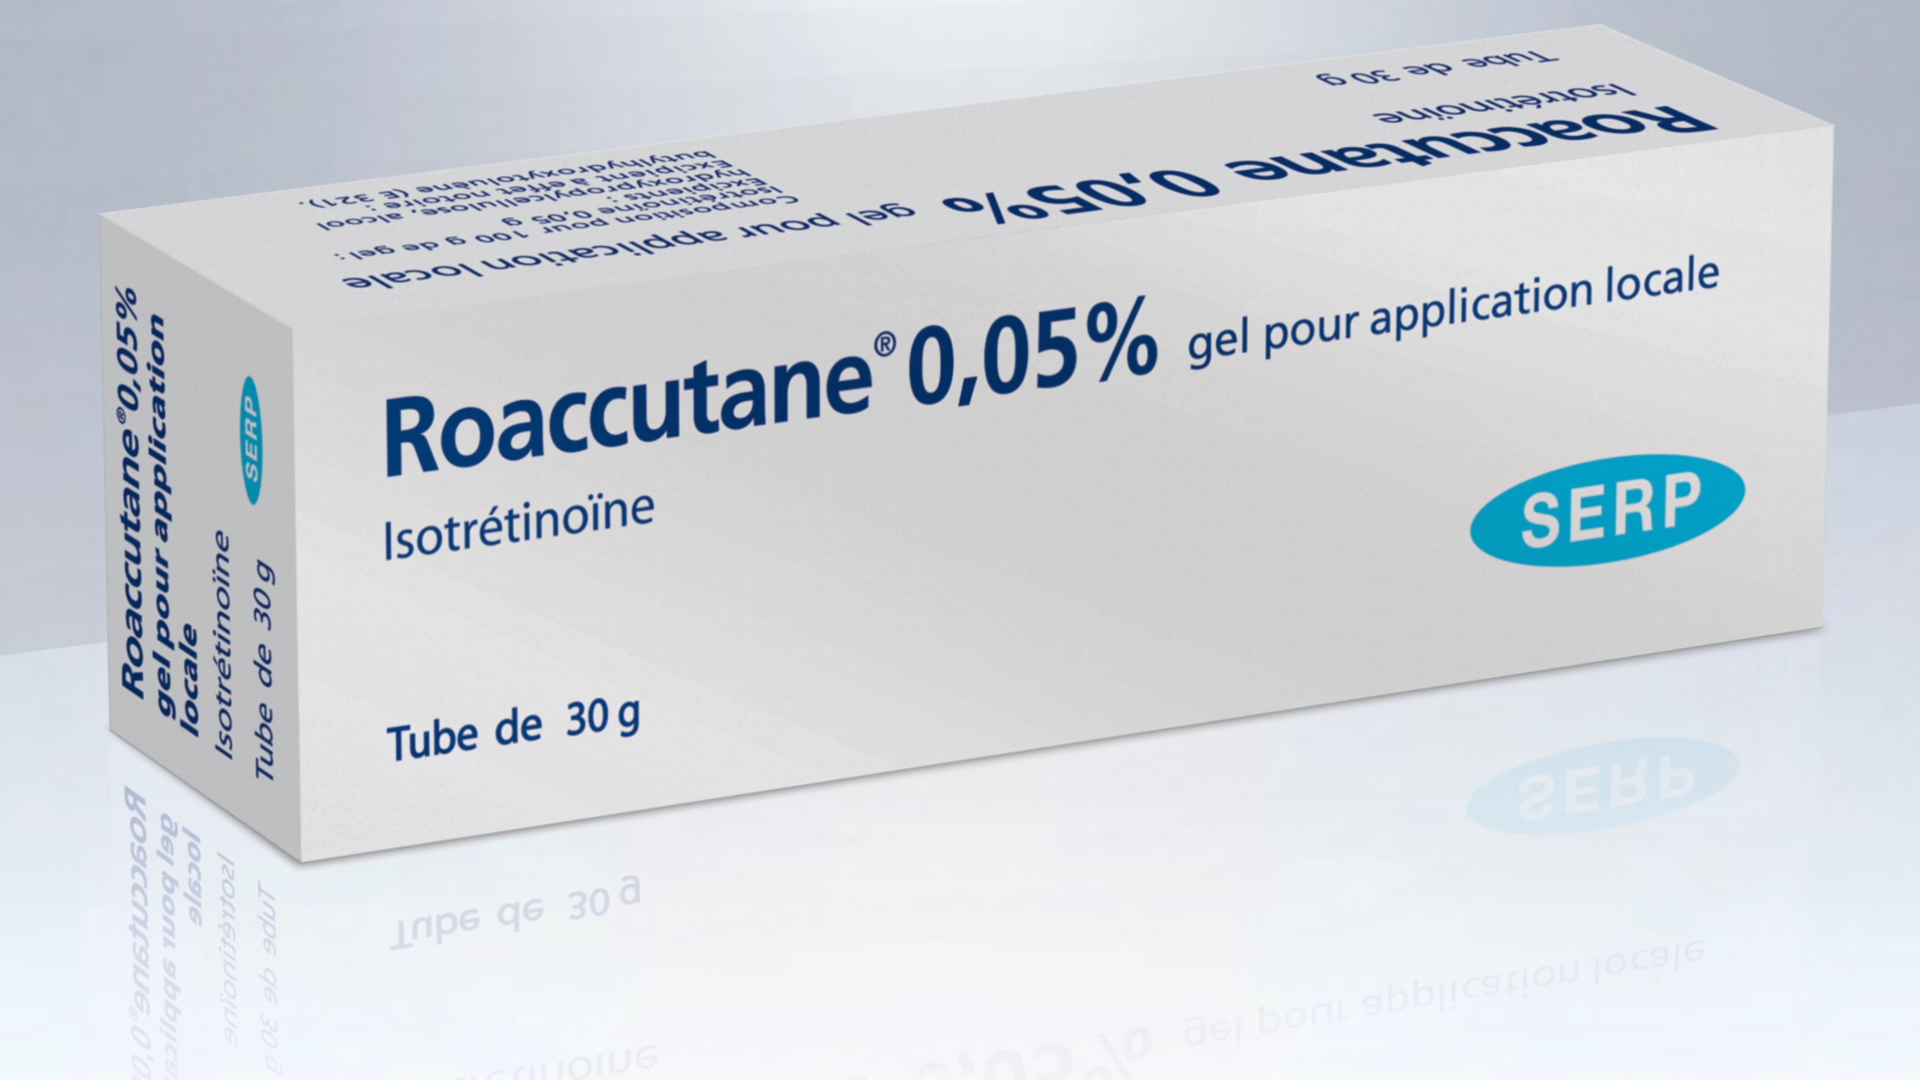 Tube de 30 g
Isotrétinoïne
Roaccutane 0,05% gel pour application locale
Composition pour 100 g de gel :
Isotrétinoïne 0,05 g
Excipients :
hydroxypropylcellulose, alcool
Excipient à effet notoire :
butylhydroxytoluène (E 321).
Roaccutane® 0,05% gel pour application locale
Isotrétinoïne
SERP
Tube de 30 g
Roaccutane® 0,05%
gel pour application
locale
Isotrétinoïne
Tube de 30 g
SERP